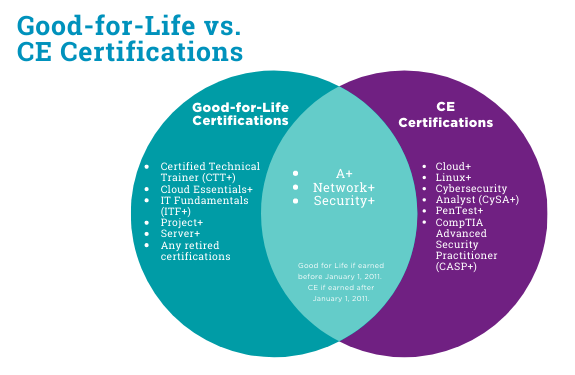 Good-for-Life vs.
CE Certifications
Good-for-Life
Certifications
Certified Technical
Trainer (CTT+)
Cloud Essentials+
IT Fundamentals
(ITF+)
Project+
Server+
Any retired
certifications
A+
Network+
Security+
Good for Life if earned
before January 1, 2011.
CE if earned after
January 1, 2011.
CE
Certifications
Cloud+
Linux+
Cybersecurity
Analyst (CySA+)
PenTest+
CompTIA
Advanced
Security
Practitioner
(CASP+)